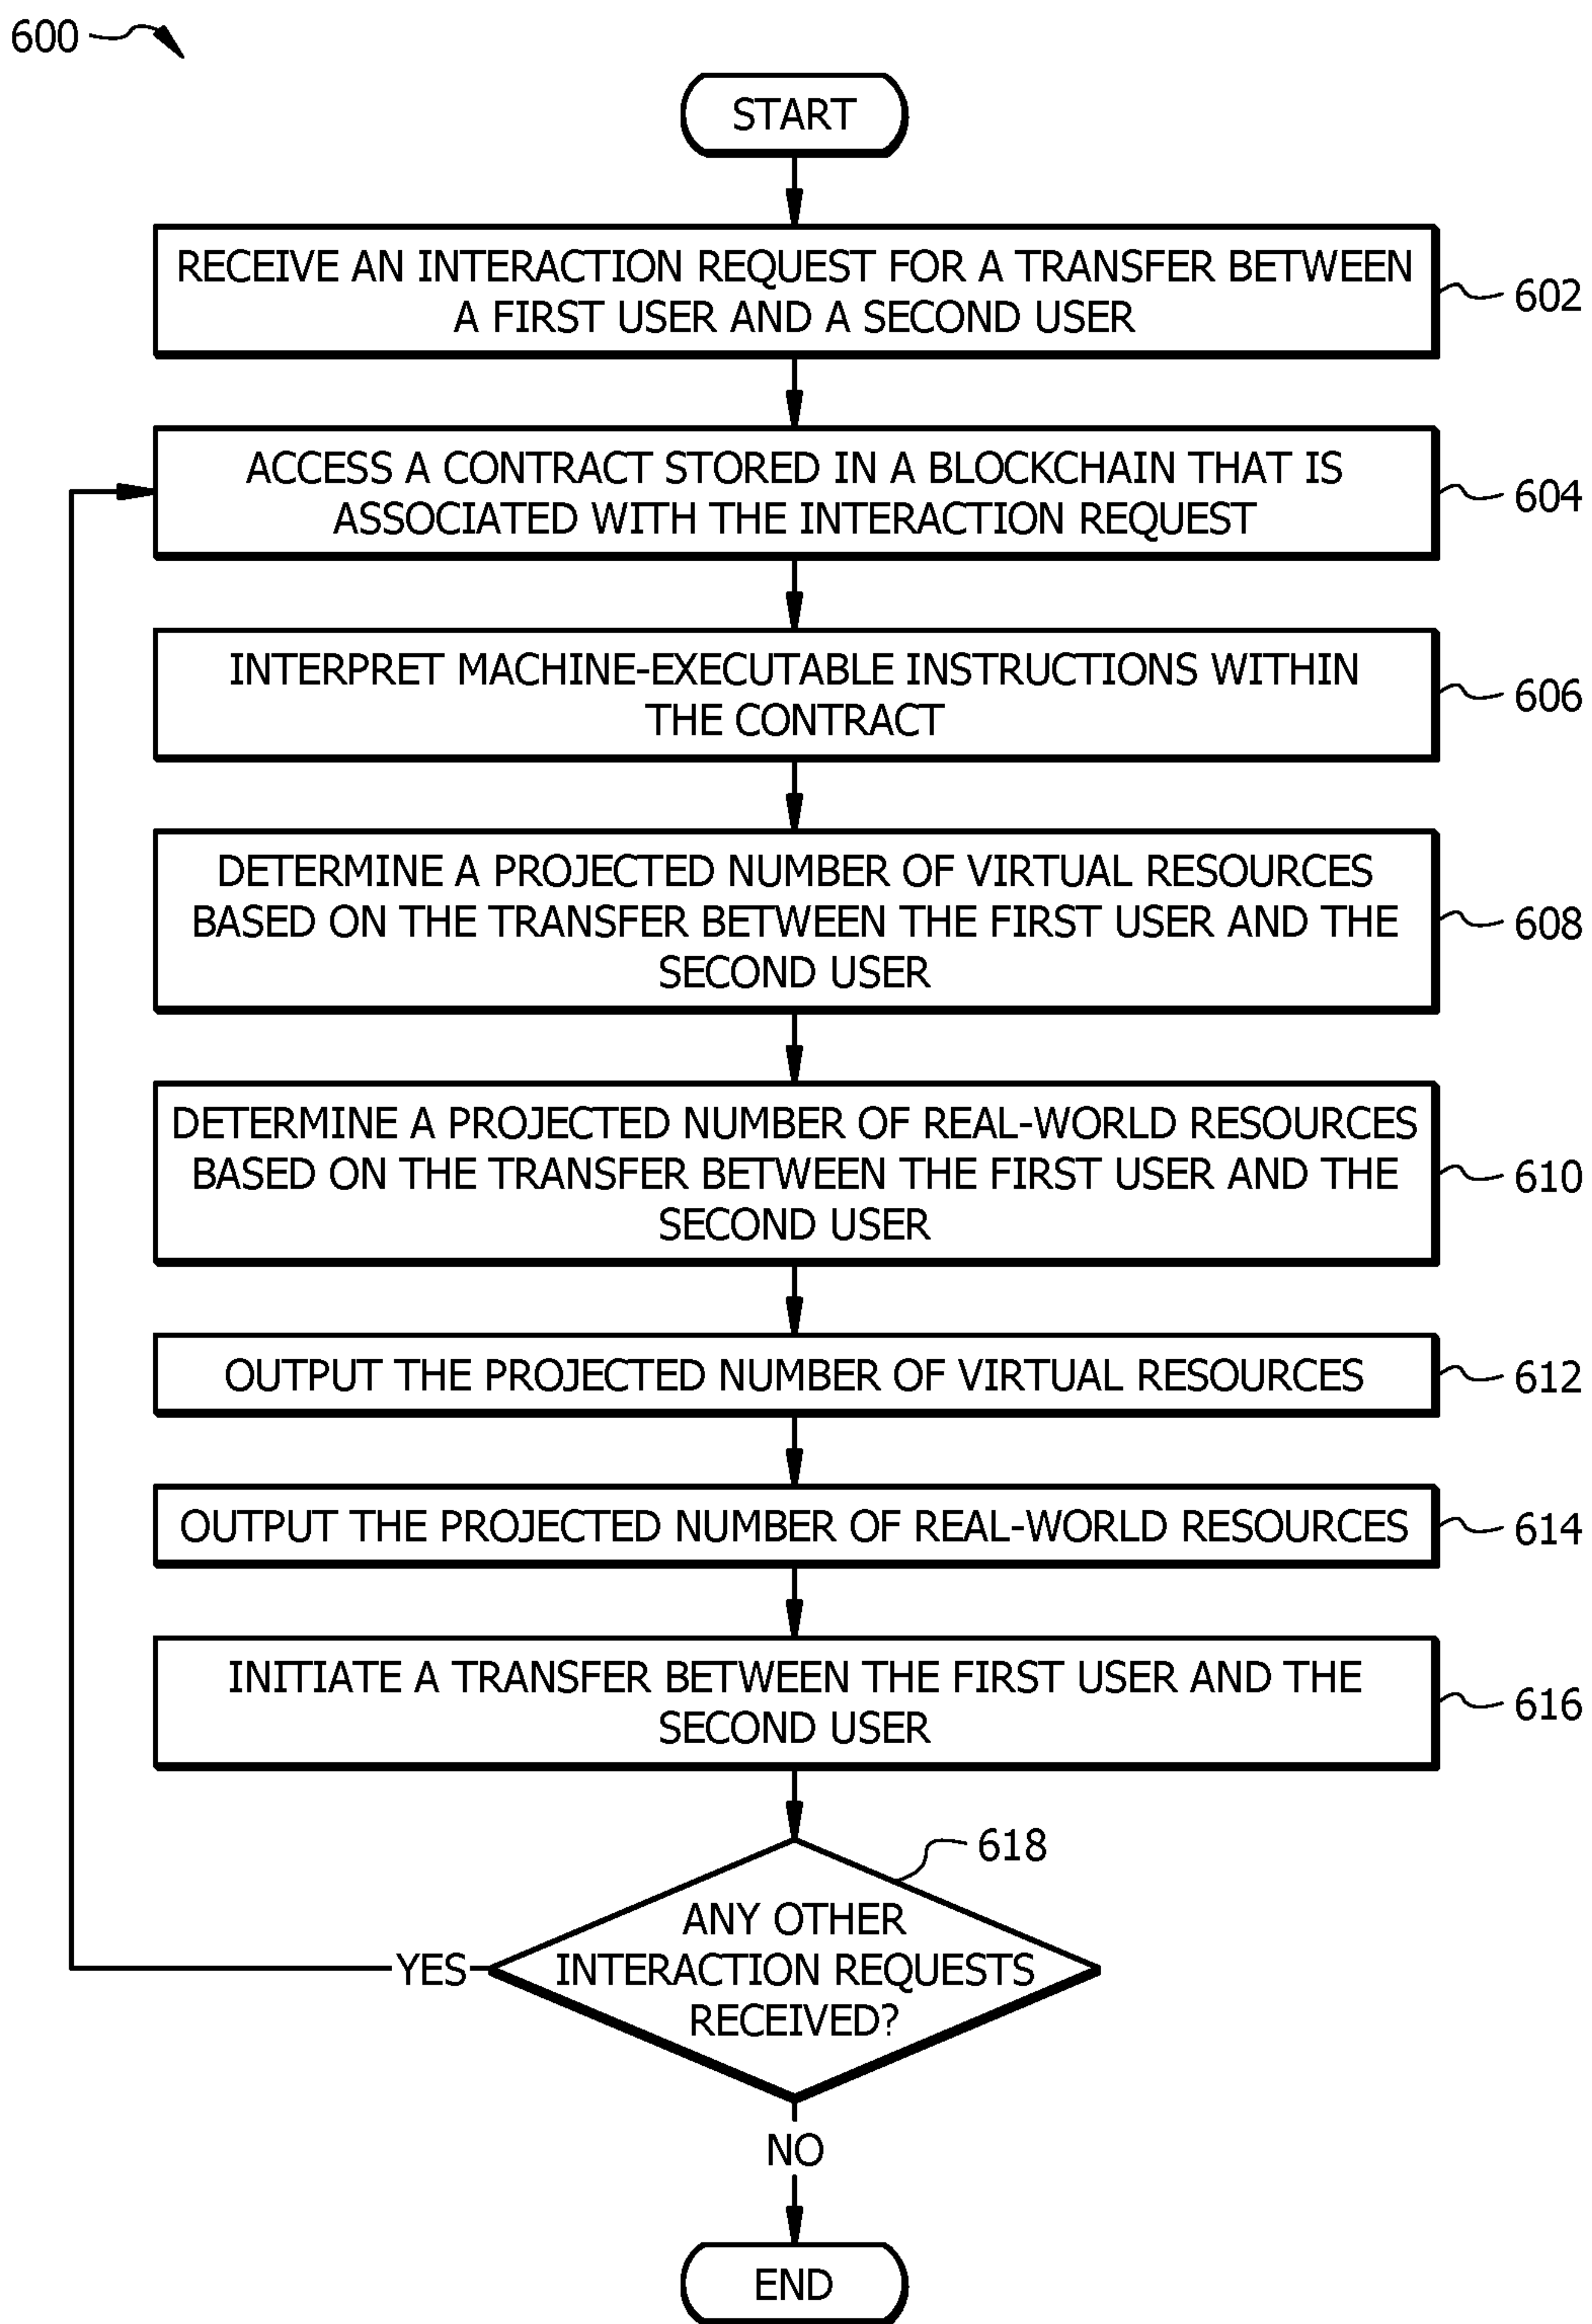 600
START
RECEIVE AN INTERACTION REQUEST FOR A TRANSFER BETWEEN
A FIRST USER AND A SECOND USER
602
ACCESS A CONTRACT STORED IN A BLOCKCHAIN THAT IS
ASSOCIATED WITH THE INTERACTION REQUEST
604
INTERPRET MACHINE-EXECUTABLE INSTRUCTIONS WITHIN
THE CONTRACT
606
DETERMINE A PROJECTED NUMBER OF VIRTUAL RESOURCES
BASED ON THE TRANSFER BETWEEN THE FIRST USER AND THE
SECOND USER
608
DETERMINE A PROJECTED NUMBER OF REAL-WORLD RESOURCES
BASED ON THE TRANSFER BETWEEN THE FIRST USER AND THE
SECOND USER
610
OUTPUT THE PROJECTED NUMBER OF VIRTUAL RESOURCES
612
OUTPUT THE PROJECTED NUMBER OF REAL-WORLD RESOURCES
614
INITIATE A TRANSFER BETWEEN THE FIRST USER AND THE
SECOND USER
616
618
ANY OTHER
INTERACTION REQUESTS
RECEIVED?
YES
NO
END